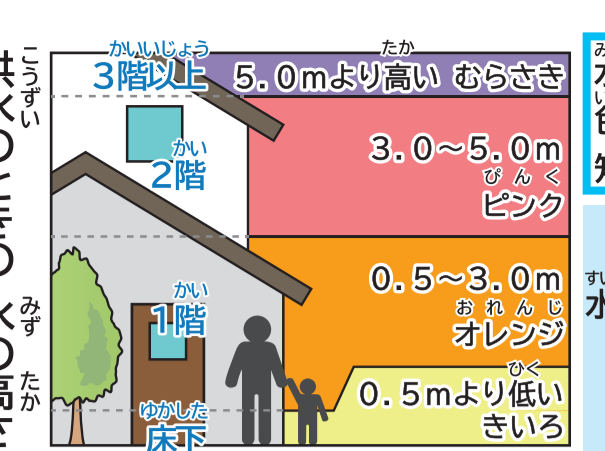 こうずい
みず
たか
かいいじょう
3階以上
たか
5.0mより高い むらさき
かい
2階
3.0～5.0m
ぴんく
ピンク
かい
1階
0.5～3.0m
おれんじ
オレンジ
ゆかした
床下
ひく
0.5mより低い
きいろ